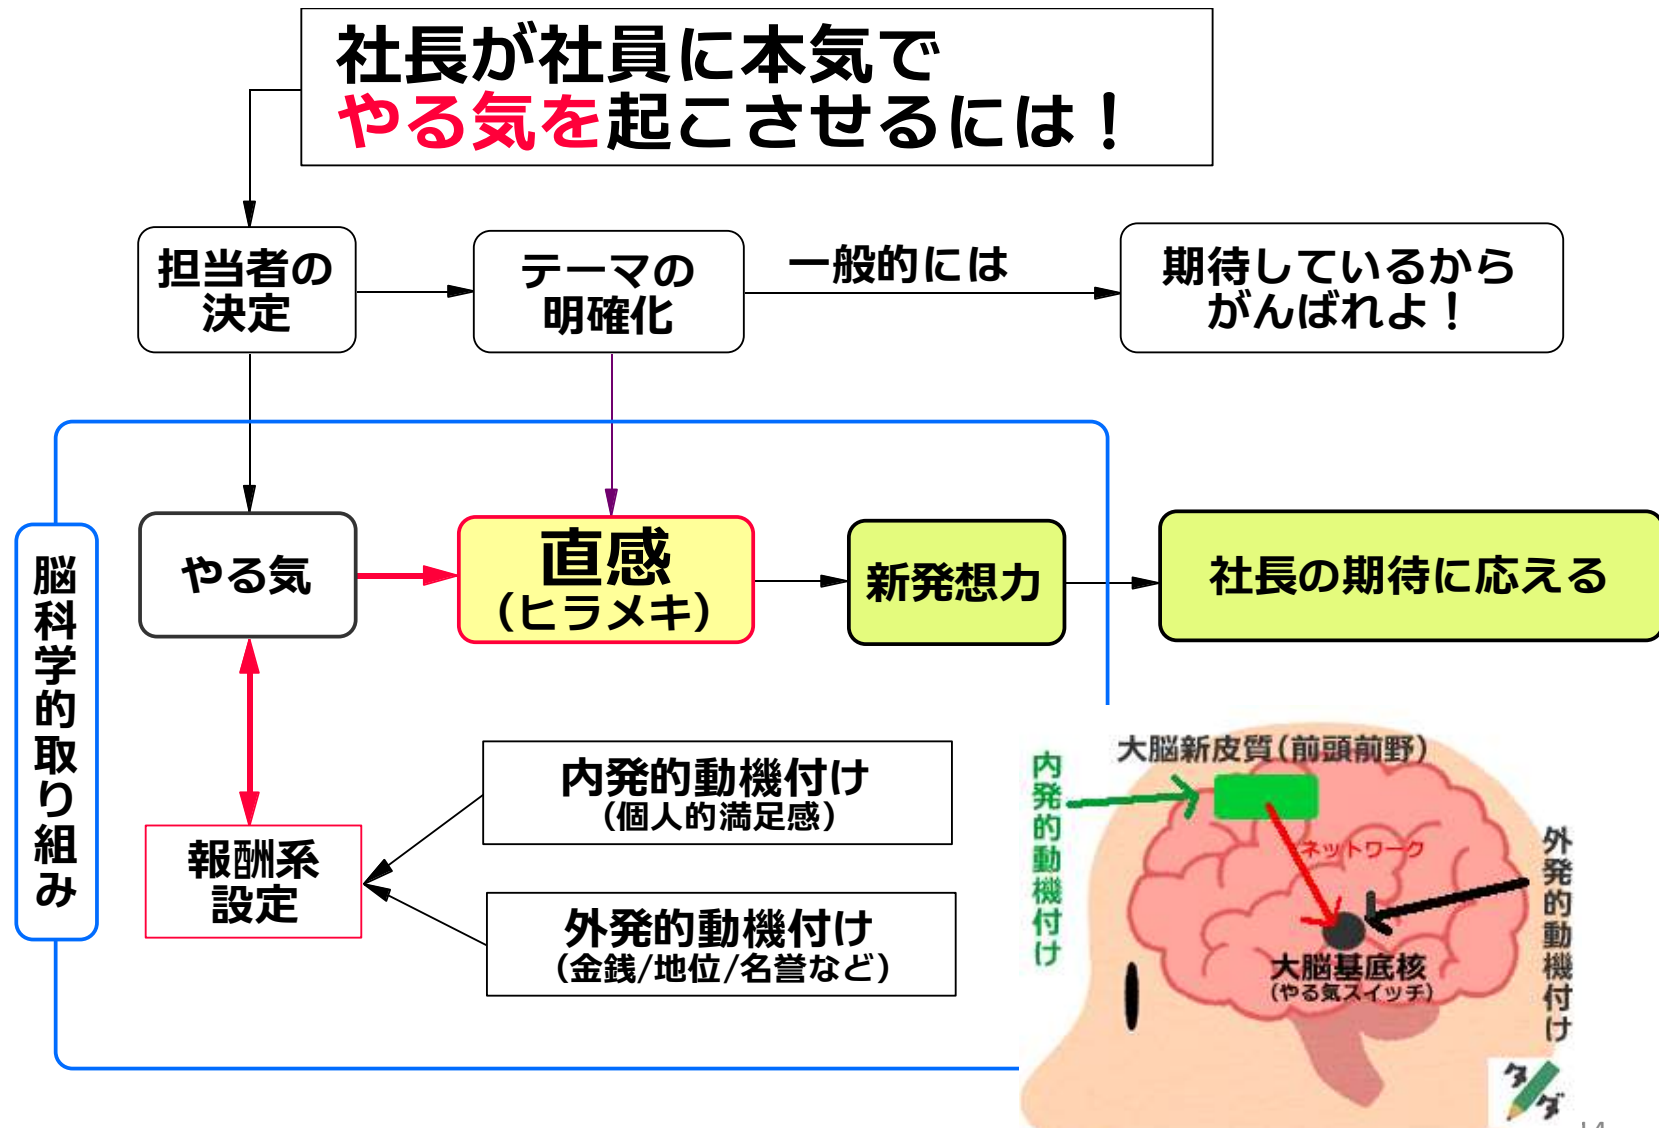 社長が社員に本気で
やる気を起こさせるには！
担当者の
決定
テーマの
明確化
一般的には
期待しているから
がんばれよ！
脳科学的取り組み
やる気
直感
（ヒラメキ）
新発想力
社長の期待に応える
報酬系
設定
内発的動機付け
（個人的満足感）
外発的動機付け
（金銭/地位/名誉など）
大脳新皮質（前頭前野）
内発的動機付け
ネットワーク
外発的動機付け
大脳基底核
（やる気スイッチ）
タダ